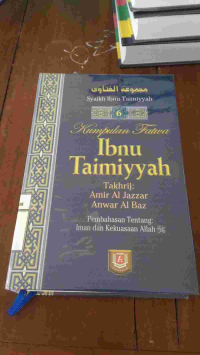 مجموعة الفتاوى
Syaikh Ibnu Taimiyyah
6
Kumpulan Fatwa
Ibnu
Taimiyyah
Takhrij:
Amir Al Jazzar
Anwar Al Baz
Pembahasan Tentang:
Iman dan Kekuasaan Allah ﷻ